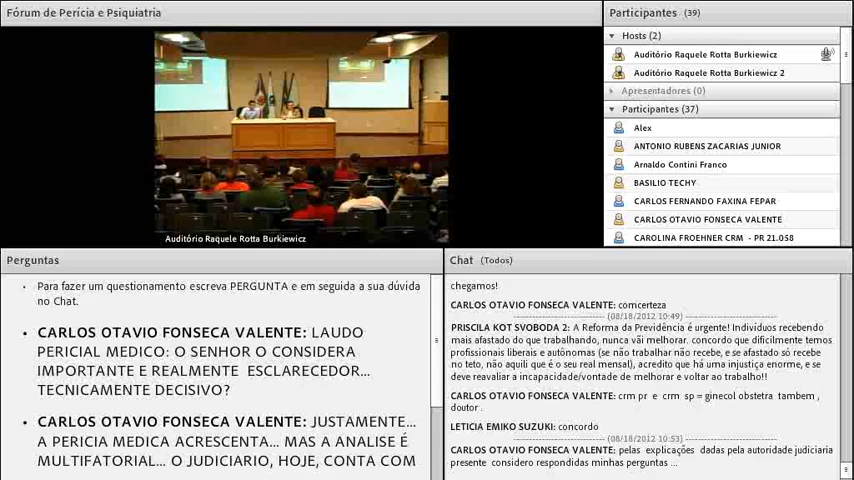 Fórum de Perícia e Psiquiatria
Auditório Raquele Rotta Burkiewicz
Participantes (39)
Hosts (2)
Auditório Raquele Rotta Burkiewicz
Auditório Raquele Rotta Burkiewicz 2
Apresentadores (0)
Participantes (37)
Alex
ANTONIO RUBENS ZACARIAS JUNIOR
Arnaldo Contini Franco
BASILIO TECHY
CARLOS FERNANDO FAXINA FEPAR
CARLOS OTAVIO FONSECA VALENTE
CAROLINA FROEHNER CRM - PR 21.058
Perguntas
Para fazer um questionamento escreva PERGUNTA e em seguida a sua dúvida
no Chat.
CARLOS OTAVIO FONSECA VALENTE: LAUDO
PERICIAL MEDICO: O SENHOR O CONSIDERA
IMPORTANTE E REALMENTE ESCLARECEDOR...
TECNICAMENTE DECISIVO?
CARLOS OTAVIO FONSECA VALENTE: JUSTAMENTE...
A PERICIA MEDICA ACRESCENTA... MAS A ANALISE É
MULTIFATORIAL... O JUDICIARIO, HOJE, CONTA COM
Chat (Todos)
chegamos!
CARLOS OTAVIO FONSECA VALENTE: comcerteza
(08/18/2012 10:49)
PRISCILA KOT SVOBODA 2: A Reforma da Previdência é urgente! Indivíduos recebendo
mais afastado do que trabalhando, nunca vãi melhorar. concordo que dificilmente temos
profissionais liberais e autônomas (se não trabalhar não recebe, e se afastado só recebe
no teto, não aquili que é o seu real mensal), acredito que há uma injustiça enorme, e se
deve reavaliar a incapacidade/vontade de melhorar e voltar ao trabalho!!
CARLOS OTAVIO FONSECA VALENTE: crm pr e crm sp = ginecol obstetra tambem ,
doutor .
LETICIA EMIKO SUZUKI: concordo
(08/18/2012 10:53)
CARLOS OTAVIO FONSECA VALENTE: pelas explicações dadas pela autoridade judiciaria
presente considero respondidas minhas perguntas ...